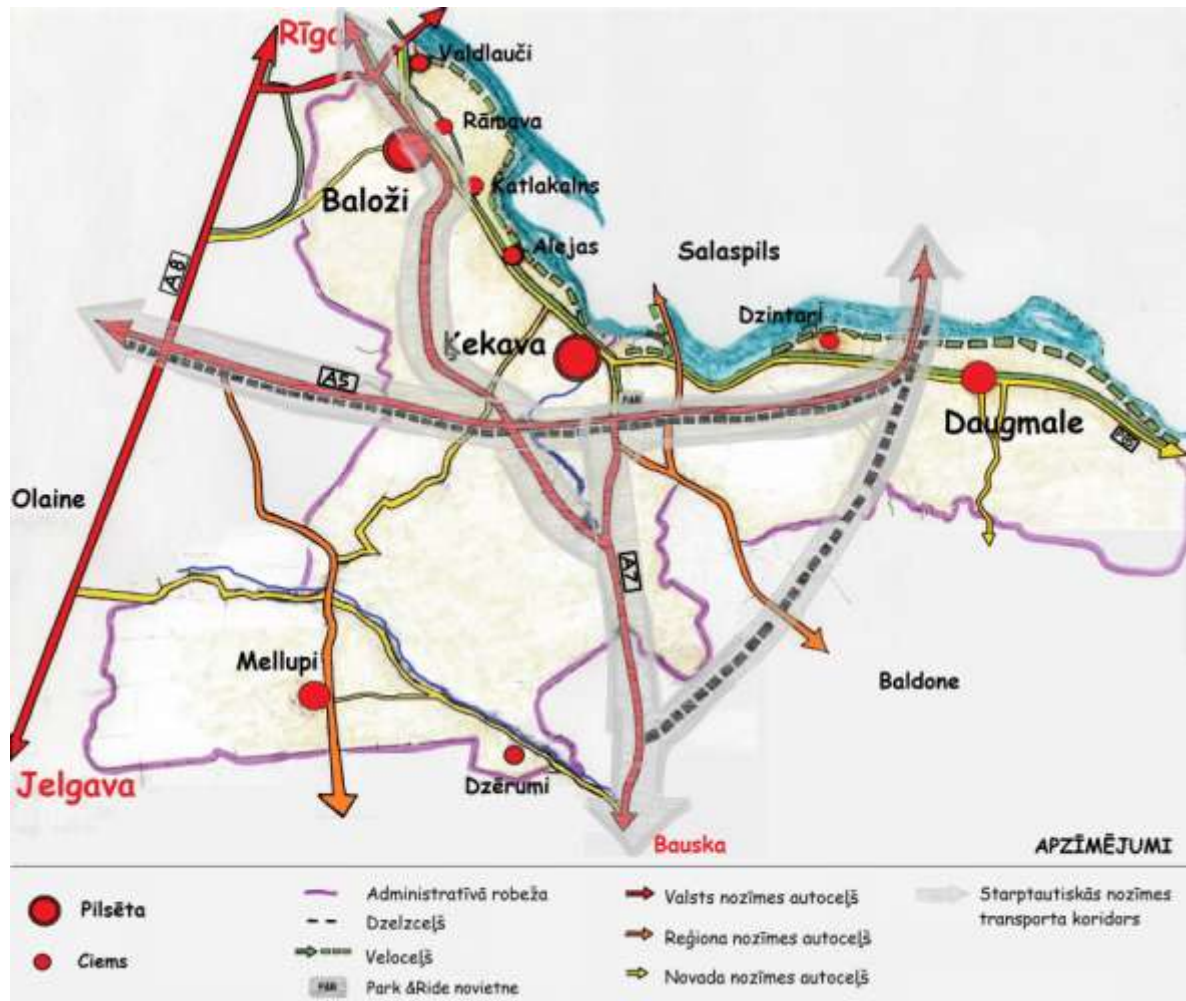 Rīga
Valdlauči
Rāmava
Baloži
Katlakalns
Alejas
Salaspils
A8
Dzintari
Ķekava
A5
PAR
Daugmale
Olaine
A7
Mellupi
Baldone
Dzērumi
Jelgava
Bauska
APZĪMĒJUMI
Pilsēta
Ciems
Administratīvā robeža
Dzelzceļš
Veloceļš
PAR
Park &Ride novietne
Valsts nozīmes autoceļš
Reģiona nozīmes autoceļš
Novada nozīmes autoceļš
Starptautiskās nozīmes
transporta koridors